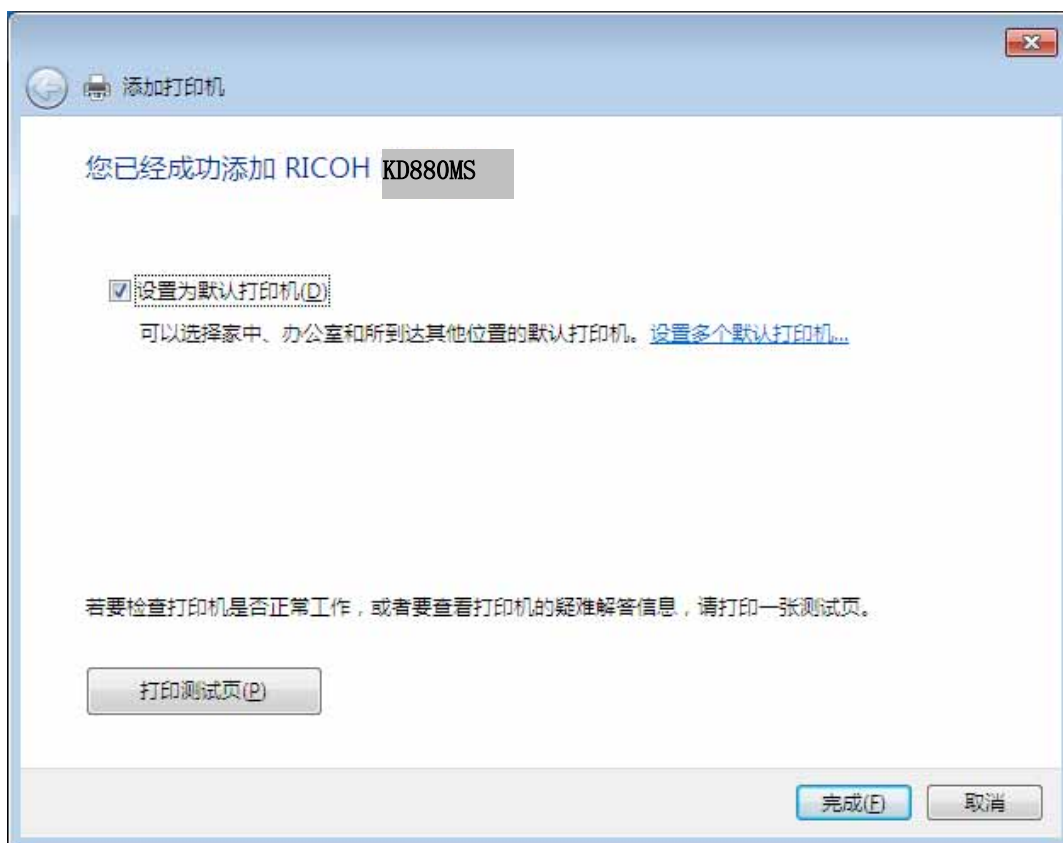 添加打印机
您已经成功添加 RICOH KD880MS
设置为默认打印机(D)
可以选择家中、办公室和所到达其他位置的默认打印机。设置多个默认打印机...
若要检查打印机是否正常工作，或者要查看打印机的疑难解答信息，请打印一张测试页。
打印测试页(P)
完成(F) 取消